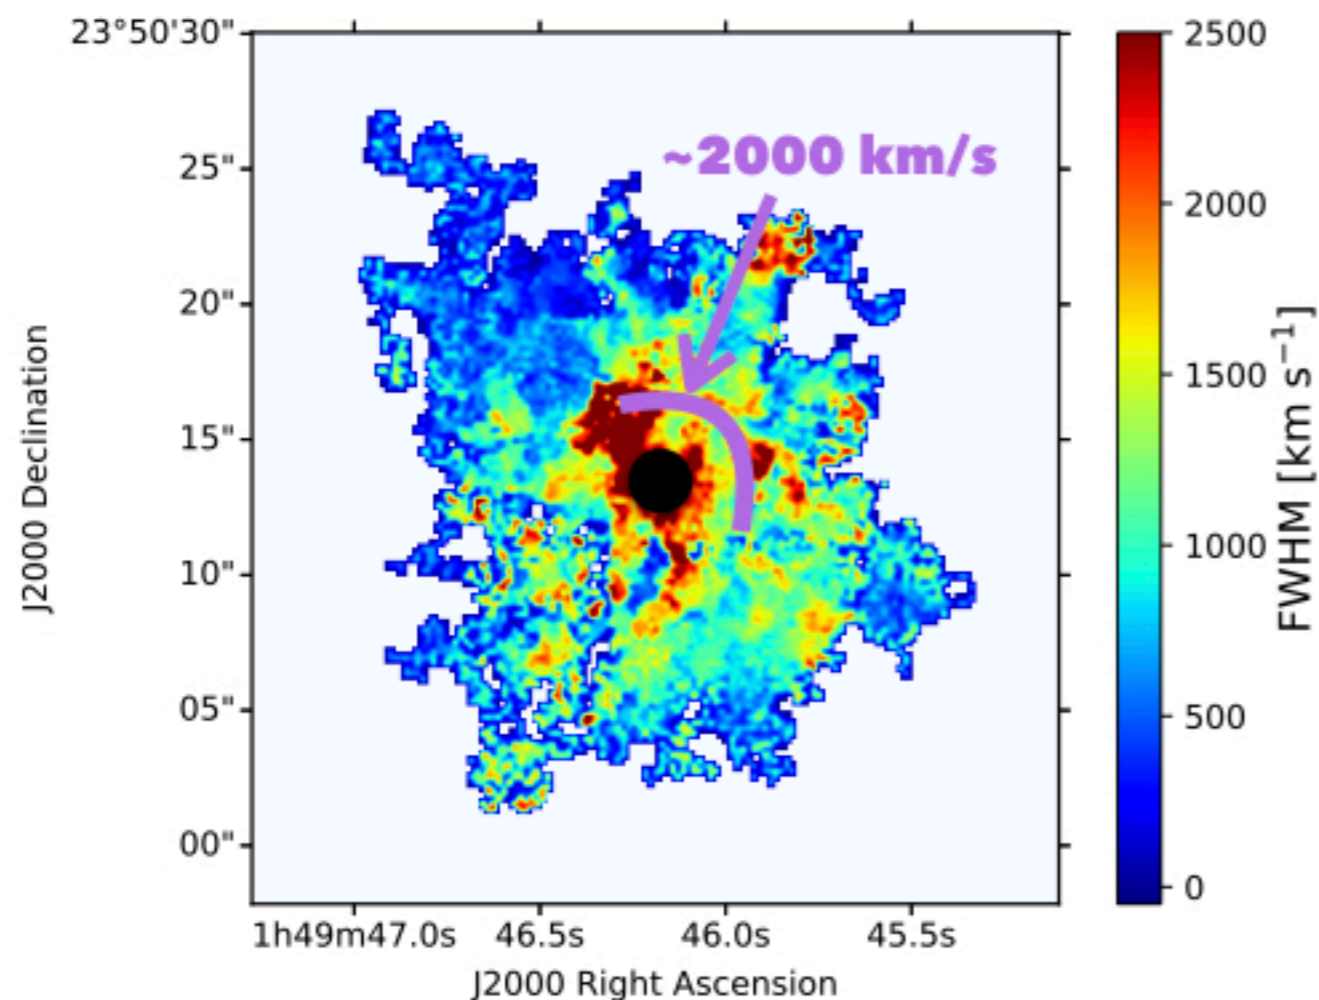 23°50'30"
25"
20"
15"
10"
05"
00"
J2000 Declination
~2000 km/s
1h49m47.0s 46.5s 46.0s 45.5s
J2000 Right Ascension
2500
2000
1500
1000
500
0
FWHM [km s⁻¹]